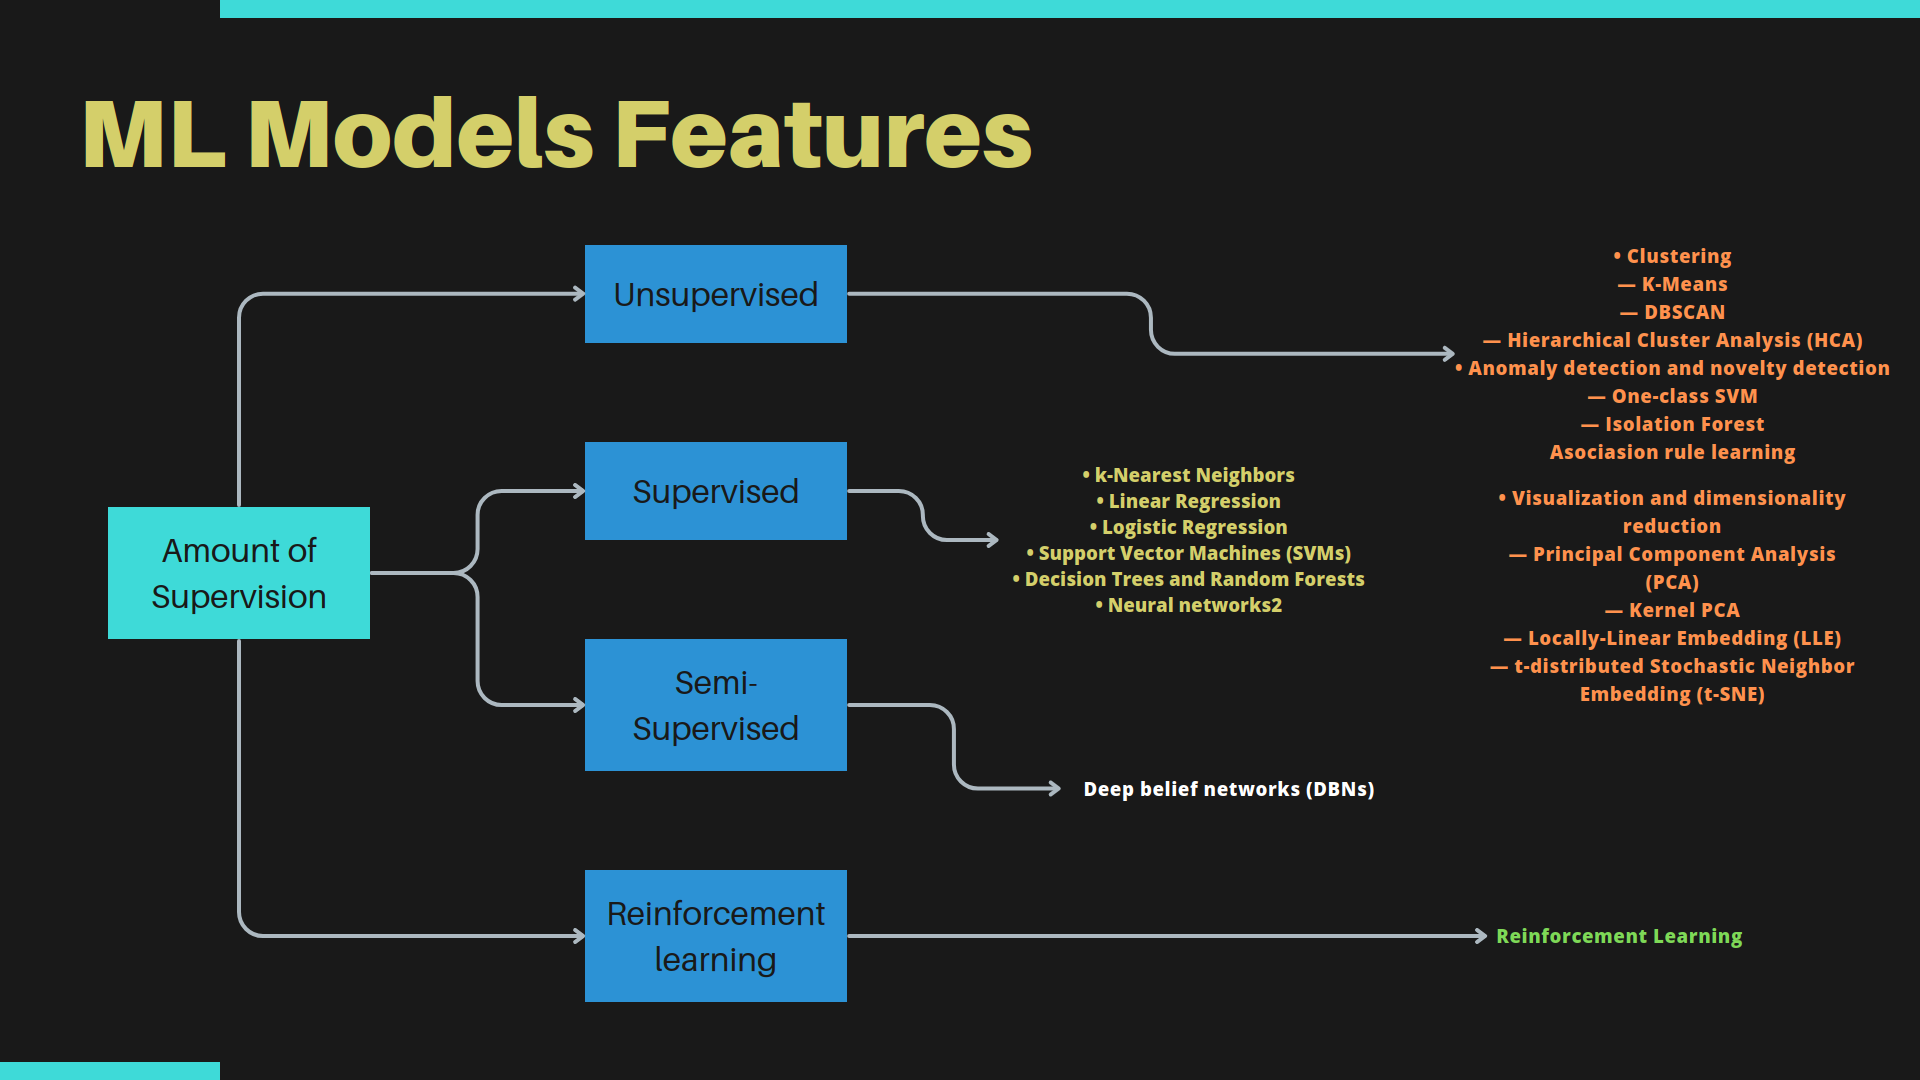 ML Models Features
Amount of
Supervision
Unsupervised
• Clustering
— K-Means
— DBSCAN
— Hierarchical Cluster Analysis (HCA)
• Anomaly detection and novelty detection
— One-class SVM
— Isolation Forest
Asociasion rule learning
• Visualization and dimensionality
reduction
— Principal Component Analysis
(PCA)
— Kernel PCA
— Locally-Linear Embedding (LLE)
— t-distributed Stochastic Neighbor
Embedding (t-SNE)
Supervised
• k-Nearest Neighbors
• Linear Regression
• Logistic Regression
• Support Vector Machines (SVMs)
• Decision Trees and Random Forests
• Neural networks2
Semi-
Supervised
Deep belief networks (DBNs)
Reinforcement
learning
Reinforcement Learning